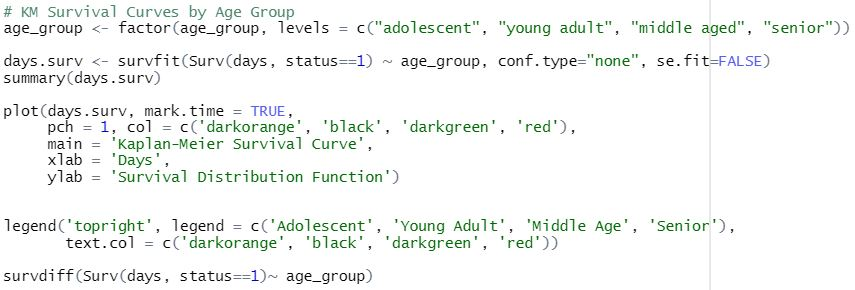 # KM Survival Curves by Age Group
age_group <- factor(age_group, levels = c("adolescent", "young adult", "middle aged", "senior"))
days.surv <- survfit(Surv(days, status==1) ~ age_group, conf.type="none", se.fit=FALSE)
summary(days.surv)
plot(days.surv, mark.time = TRUE,
pch = 1, col = c('darkorange', 'black', 'darkgreen', 'red'),
main = 'Kaplan-Meier Survival Curve',
xlab = 'Days',
ylab = 'Survival Distribution Function')
legend('topright', legend = c('Adolescent', 'Young Adult', 'Middle Age', 'Senior'),
text.col = c('darkorange', 'black', 'darkgreen', 'red'))
survdiff(Surv(days, status==1)~ age_group)